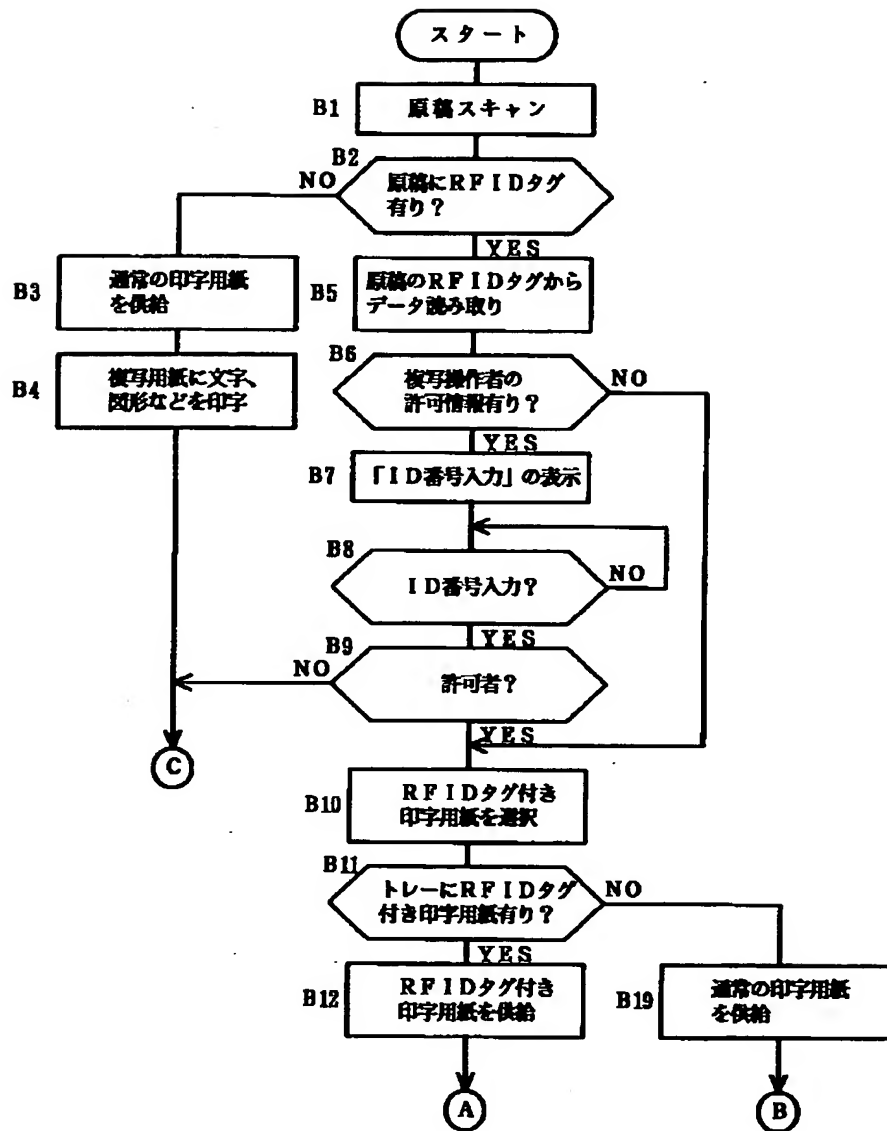 スタート
B1
原稿スキャン
B2
NO
原稿にRFIDタグ
有り?
YES
B3
通常の印字用紙
を供給
B5
原稿のRFIDタグから
データ読み取り
B4
複写用紙に文字、
図形などを印字
B6
複写操作者の
許可情報有り?
NO
YES
B7
「ID番号入力」の表示
B8
ID番号入力?
NO
YES
B9
NO
許可者?
YES
C
B10
RFIDタグ付き
印字用紙を選択
B11
トレーにRFIDタグ
付き印字用紙有り?
NO
YES
B12
RFIDタグ付き
印字用紙を供給
B19
通常の印字用紙
を供給
A
B